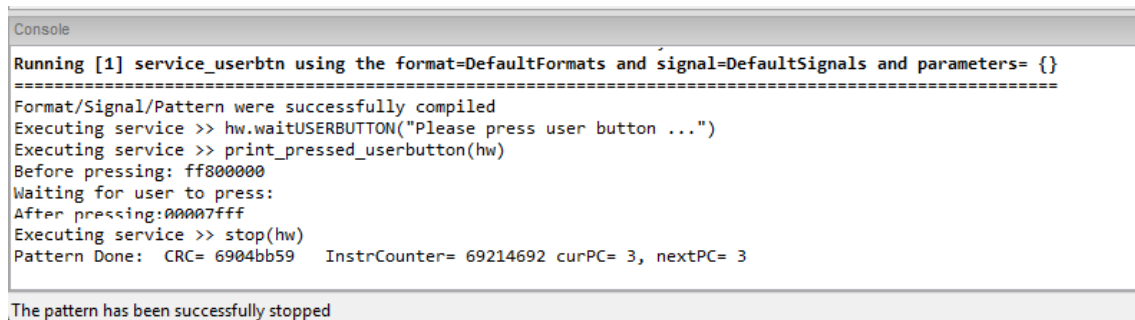 Console
Running [1] service_userbtn using the format=DefaultFormats and signal=DefaultSignals and parameters= {}
==========================================================================================================
Format/Signal/Pattern were successfully compiled
Executing service >> hw.waitUSERBUTTON("Please press user button ...")
Executing service >> print_pressed_userbutton(hw)
Before pressing: ff800000
Waiting for user to press:
After pressing:00007fff
Executing service >> stop(hw)
Pattern Done:  CRC= 6904bb59   InstrCounter= 69214692 curPC= 3, nextPC= 3
The pattern has been successfully stopped